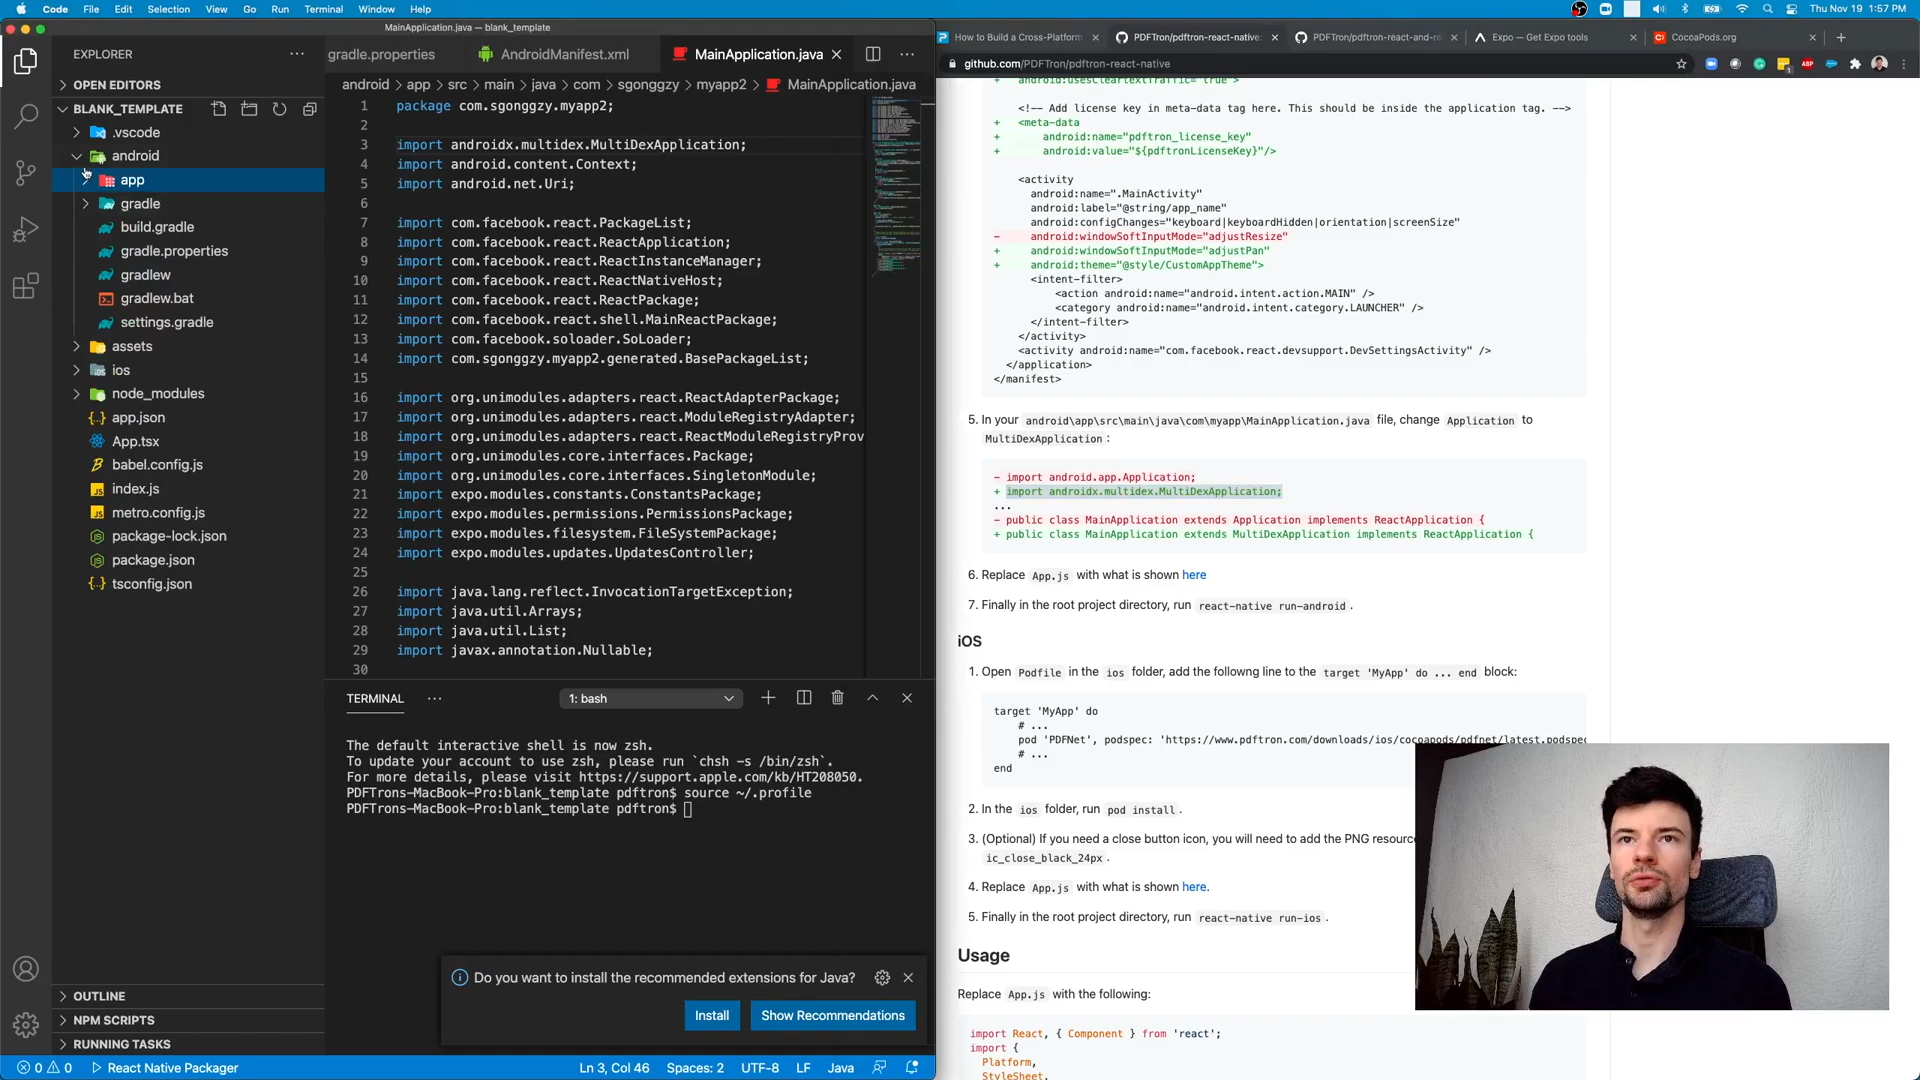 Code File Edit Selection View Go Run Terminal Window Help
Thu Nov 19 1:57 PM
MainApplication.java — blank_template
EXPLORER
OPEN EDITORS
BLANK_TEMPLATE
.vscode
android
app
gradle
build.gradle
gradle.properties
gradlew
gradlew.bat
settings.gradle
assets
ios
node_modules
app.json
App.tsx
babel.config.js
index.js
metro.config.js
package-lock.json
package.json
tsconfig.json
OUTLINE
NPM SCRIPTS
RUNNING TASKS
gradle.properties AndroidManifest.xml MainApplication.java
android > app > src > main > java > com > sgonggzy > myapp2 > MainApplication.java
1 package com.sgonggzy.myapp2;
2
3 import androidx.multidex.MultiDexApplication;
4 import android.content.Context;
5 import android.net.Uri;
6
7 import com.facebook.react.PackageList;
8 import com.facebook.react.ReactApplication;
9 import com.facebook.react.ReactInstanceManager;
10 import com.facebook.react.ReactNativeHost;
11 import com.facebook.react.ReactPackage;
12 import com.facebook.react.shell.MainReactPackage;
13 import com.facebook.soloader.SoLoader;
14 import com.sgonggzy.myapp2.generated.BasePackageList;
15
16 import org.unimodules.adapters.react.ReactAdapterPackage;
17 import org.unimodules.adapters.react.ModuleRegistryAdapter;
18 import org.unimodules.adapters.react.ReactModuleRegistryProv
19 import org.unimodules.core.interfaces.Package;
20 import org.unimodules.core.interfaces.SingletonModule;
21 import expo.modules.constants.ConstantsPackage;
22 import expo.modules.permissions.PermissionsPackage;
23 import expo.modules.filesystem.FileSystemPackage;
24 import expo.modules.updates.UpdatesController;
25
26 import java.lang.reflect.InvocationTargetException;
27 import java.util.Arrays;
28 import java.util.List;
29 import javax.annotation.Nullable;
30
TERMINAL 1: bash
The default interactive shell is now zsh.
To update your account to use zsh, please run `chsh -s /bin/zsh`.
For more details, please visit https://support.apple.com/kb/HT208050.
PDFTrons-MacBook-Pro:blank_template pdftron$ source ~/.profile
PDFTrons-MacBook-Pro:blank_template pdftron$
Do you want to install the recommended extensions for Java?
Install Show Recommendations
0 0 React Native Packager Ln 3, Col 46 Spaces: 2 UTF-8 LF Java
How to Build a Cross-Platform PDFTron/pdftron-react-native: PDFTron/pdftron-react-and-re Expo — Get Expo tools CocoaPods.org
github.com/PDFTron/pdftron-react-native
+ android:usesCleartextTraffic="true">
<!-- Add license key in meta-data tag here. This should be inside the application tag. -->
+ <meta-data
+ android:name="pdftron_license_key"
+ android:value="${pdftronLicenseKey}"/>
<activity
android:name=".MainActivity"
android:label="@string/app_name"
android:configChanges="keyboard|keyboardHidden|orientation|screenSize"
- android:windowSoftInputMode="adjustResize"
+ android:windowSoftInputMode="adjustPan"
+ android:theme="@style/CustomAppTheme">
<intent-filter>
<action android:name="android.intent.action.MAIN" />
<category android:name="android.intent.category.LAUNCHER" />
</intent-filter>
</activity>
<activity android:name="com.facebook.react.devsupport.DevSettingsActivity" />
</application>
</manifest>
5. In your android\app\src\main\java\com\myapp\MainApplication.java file, change Application to
MultiDexApplication :
- import android.app.Application;
+ import androidx.multidex.MultiDexApplication;
...
- public class MainApplication extends Application implements ReactApplication {
+ public class MainApplication extends MultiDexApplication implements ReactApplication {
6. Replace App.js with what is shown here
7. Finally in the root project directory, run react-native run-android .
iOS
1. Open Podfile in the ios folder, add the followng line to the target 'MyApp' do ... end block:
target 'MyApp' do
# ...
pod 'PDFNet', podspec: 'https://www.pdftron.com/downloads/ios/cocoapods/pdfnet/latest.podspec
# ...
end
2. In the ios folder, run pod install .
3. (Optional) If you need a close button icon, you will need to add the PNG resourc
ic_close_black_24px .
4. Replace App.js with what is shown here.
5. Finally in the root project directory, run react-native run-ios .
Usage
Replace App.js with the following:
import React, { Component } from 'react';
import {
Platform,
StyleSheet,